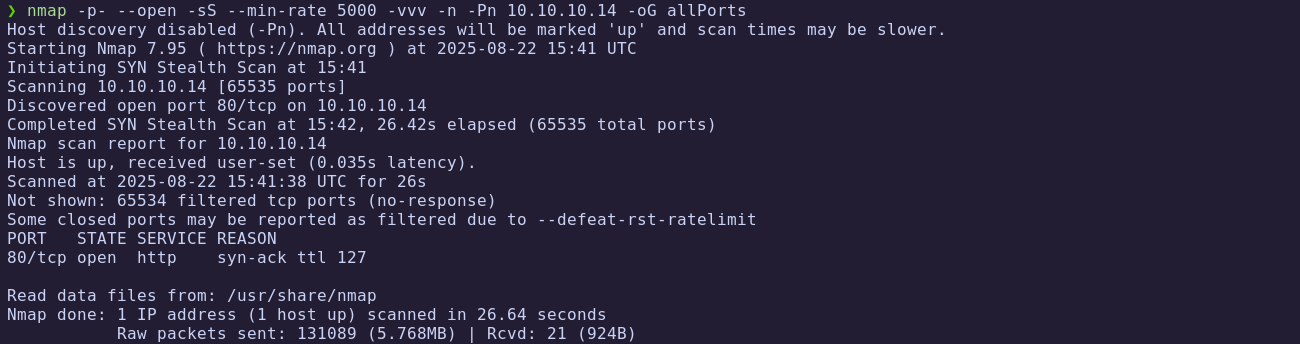 ❯ nmap -p- --open -sS --min-rate 5000 -vvv -n -Pn 10.10.10.14 -oG allPorts
Host discovery disabled (-Pn). All addresses will be marked 'up' and scan times may be slower.
Starting Nmap 7.95 ( https://nmap.org ) at 2025-08-22 15:41 UTC
Initiating SYN Stealth Scan at 15:41
Scanning 10.10.10.14 [65535 ports]
Discovered open port 80/tcp on 10.10.10.14
Completed SYN Stealth Scan at 15:42, 26.42s elapsed (65535 total ports)
Nmap scan report for 10.10.10.14
Host is up, received user-set (0.035s latency).
Scanned at 2025-08-22 15:41:38 UTC for 26s
Not shown: 65534 filtered tcp ports (no-response)
Some closed ports may be reported as filtered due to --defeat-rst-ratelimit
PORT   STATE SERVICE REASON
80/tcp open  http    syn-ack ttl 127

Read data files from: /usr/share/nmap
Nmap done: 1 IP address (1 host up) scanned in 26.64 seconds
           Raw packets sent: 131089 (5.768MB) | Rcvd: 21 (924B)